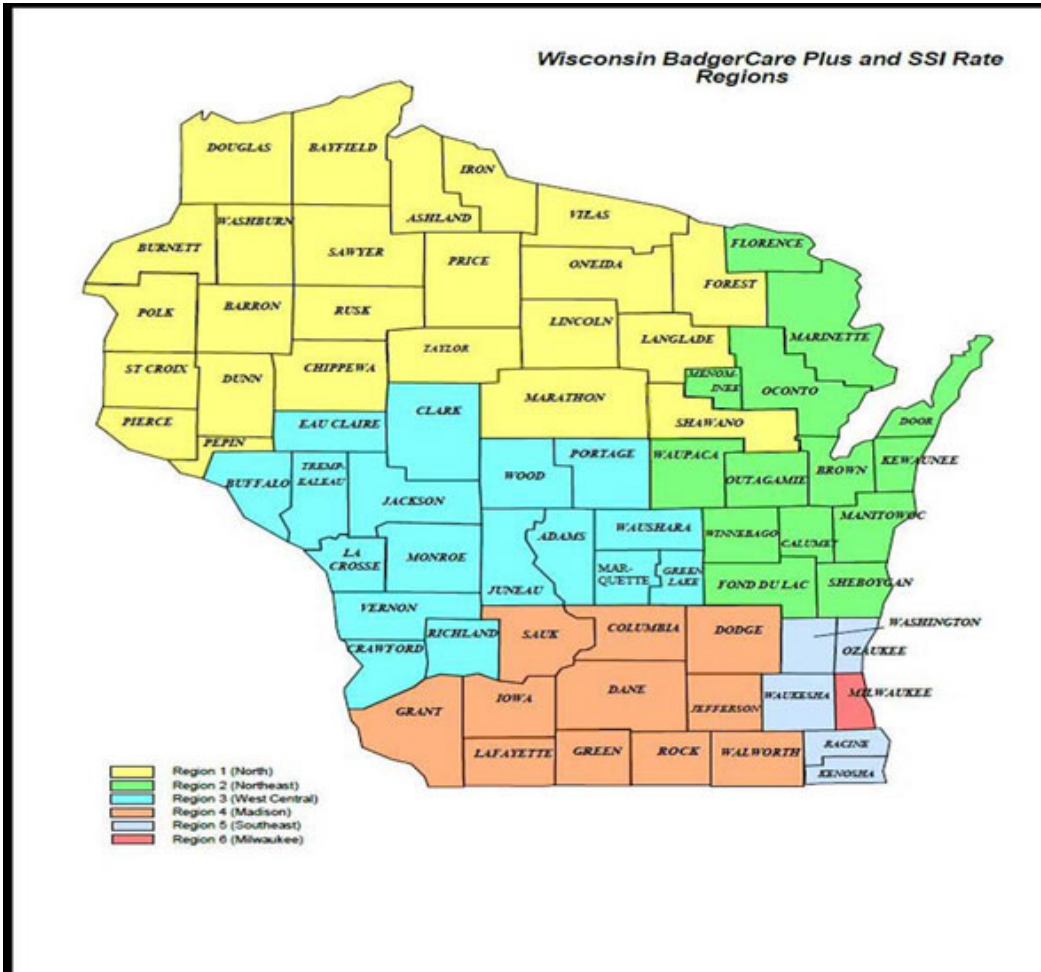 Wisconsin BadgerCare Plus and SSI Rate
Regions
DOUGLAS
BAYFIELD
IRON
ASHLAND
VILAS
WASHBURN
BURNETT
SAWYER
PRICE
ONEIDA
FLORENCE
FOREST
POLK
BARRON
RUSK
LINCOLN
LANGLADE
MARINETTE
TAYLOR
ST CROIX
DUNN
CHIPPEWA
MENOM-
INEE
OCONTO
MARATHON
CLARK
PIERCE
EAU CLAIRE
SHAWANO
DOOR
PEPIN
PORTAGE
WAUPACA
KEWAUNEE
BROWN
OUTAGAMIE
WOOD
BUFFALO
TREMP-
EALEAU
JACKSON
MANITOWOC
WAUSHARA
WINNEBAGO
CALUMET
ADAMS
LA
CROSSE
MONROE
MAR-
QUETTE
GREEN
LAKE
JUNEAU
FOND DU LAC
SHEBOYGAN
VERNON
WASHINGTON
RICHLAND
SAUK
COLUMBIA
DODGE
CRAWFORD
OZAUKEE
DANE
IOWA
WAUKESHA
MILWAUKEE
GRANT
JEFFERSON
LAFAYETTE
GREEN
ROCK
WALWORTH
RACINE
KENOSHA
Region 1 (North)
Region 2 (Northeast)
Region 3 (West Central)
Region 4 (Madison)
Region 5 (Southeast)
Region 6 (Milwaukee)